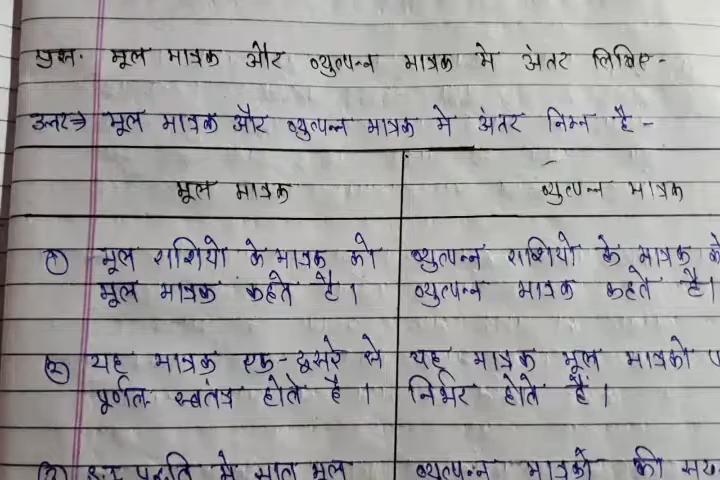 प्रश्न. मूल मात्रक और व्युत्पन्न मात्रक मे अंतर लिखिए-
उत्तर⇒ मूल मात्रक और व्युत्पन्न मात्रक मे अंतर निम्न है -
मूल मात्रक व्युत्पन्न मात्रक
① मूल राशियो के मात्रक को व्युत्पन्न राशियो के मात्रक
मूल मात्रक कहते है। व्युत्पन्न मात्रक कहते है।
② यह मात्रक एक-दुसरे से यह मात्रक मूल मात्रको
पूर्णत: स्वतंत्र होते है। निर्भर होते हैं।
③ S.I पद्धति मे सात मूल व्युत्पन्न मात्रको की